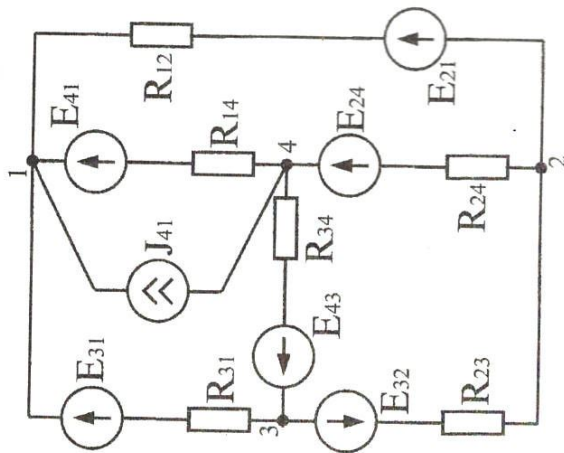 1
E₃₁
R₃₁
3
E₃₂
R₂₃
J₄₁
E₄₃
R₃₄
E₄₁
R₁₄
4
E₂₄
R₂₄
2
R₁₂
E₂₁